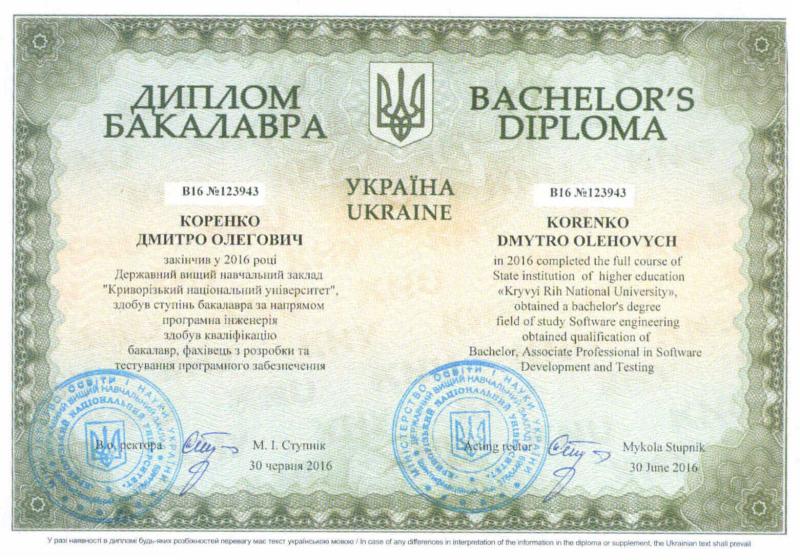 ДИПЛОМ
БАКАЛАВРА
BACHELOR'S
DIPLOMA
УКРАЇНА
UKRAINE
В16 №123943
КОРЕНКО
ДМИТРО ОЛЕГОВИЧ
закінчив у 2016 році
Державний вищий навчальний заклад
"Криворізький національний університет",
здобув ступінь бакалавра за напрямом
програмна інженерія
здобув кваліфікацію
бакалавр, фахівець з розробки та
тестування програмного забезпечення
В.о. ректора
М. І. Ступнік
30 червня 2016
B16 №123943
KORENKO
DMYTRO OLEHOVYCH
in 2016 completed the full course of
State institution of higher education
«Kryvyi Rih National University»,
obtained a bachelor's degree
field of study Software engineering
obtained qualification of
Bachelor, Associate Professional in Software
Development and Testing
Acting rector
Mykola Stupnik
30 June 2016
МІНІСТЕРСТВО ОСВІТИ І НАУКИ УКРАЇНИ
ДЕРЖАВНИЙ ВИЩИЙ НАВЧАЛЬНИЙ ЗАКЛАД
КРИВОРІЗЬКИЙ НАЦІОНАЛЬНИЙ УНІВЕРСИТЕТ
У разі наявності в дипломі будь-яких розбіжностей перевагу має текст українською мовою / In case of any differences in interpretation of the information in the diploma or supplement, the Ukrainian text shall prevail